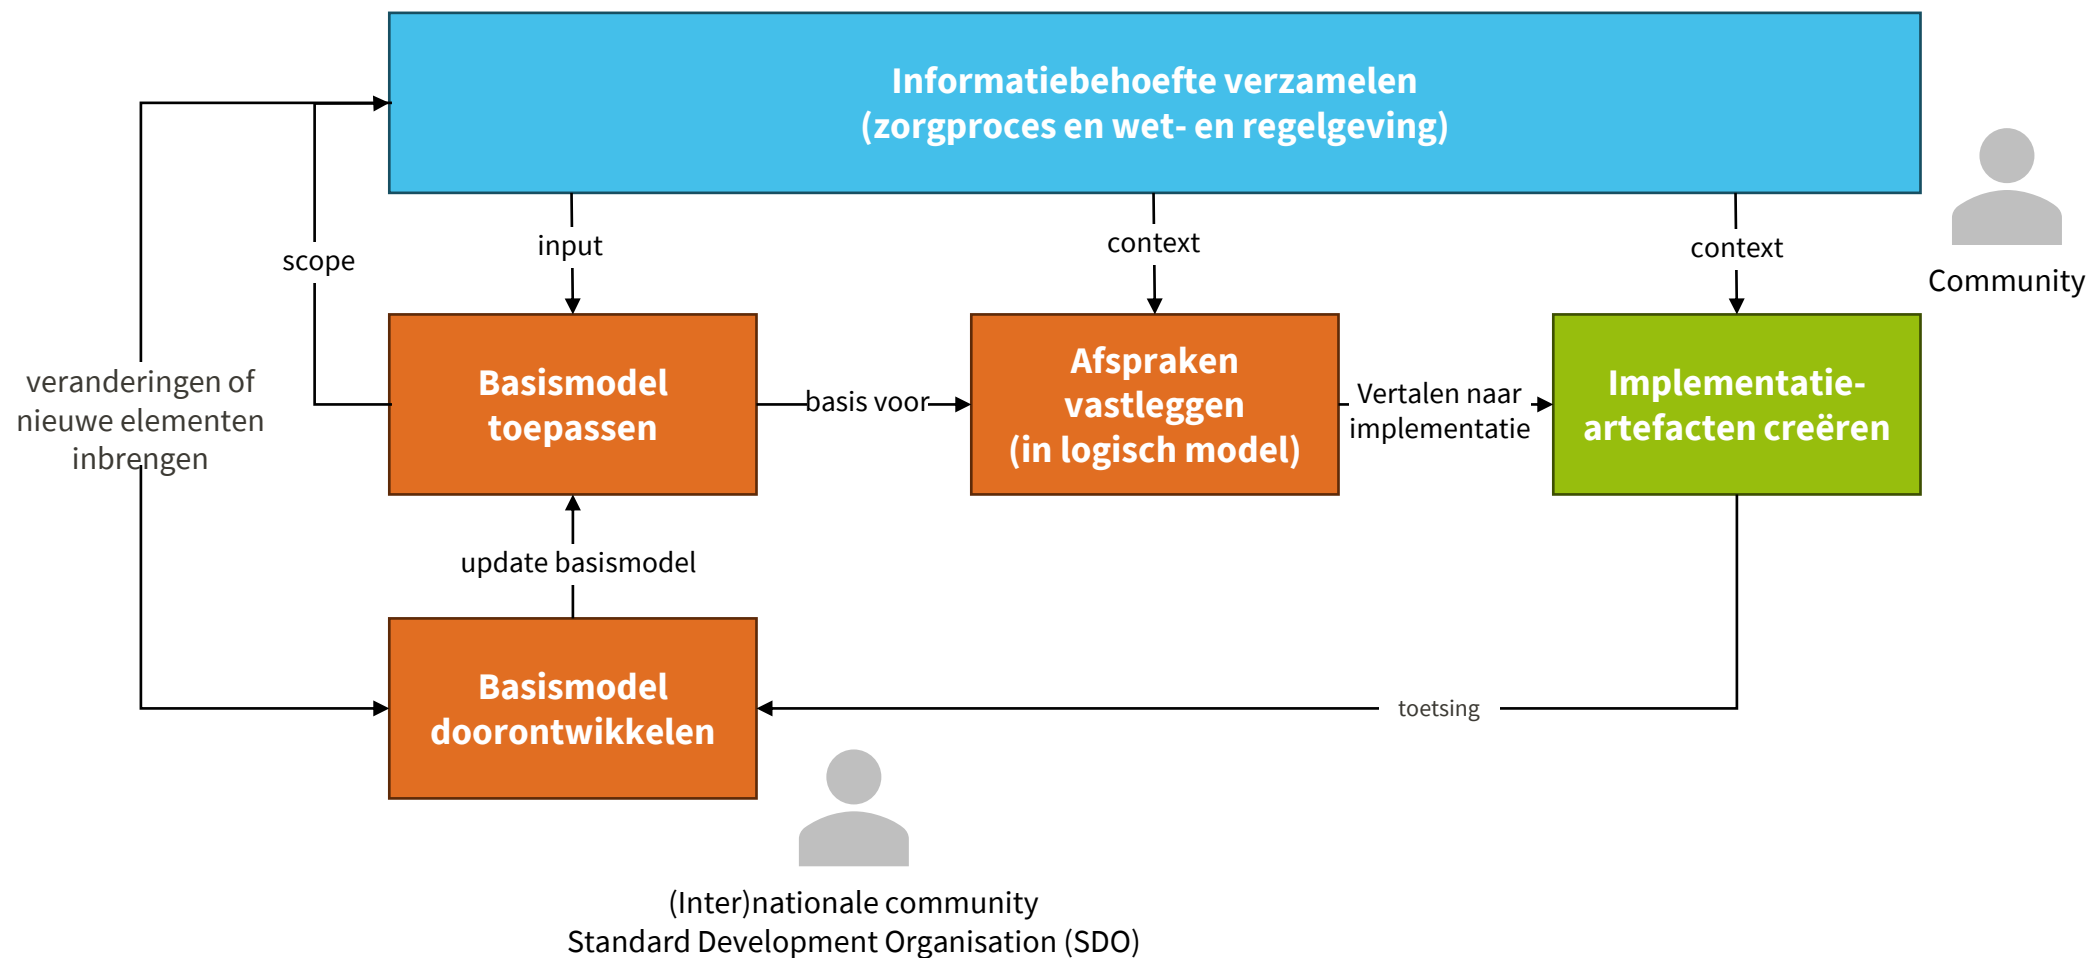 Informatiebehoefte verzamelen
(zorgproces en wet- en regelgeving)
scope
input
context
context
Community
veranderingen of
nieuwe elementen
inbrengen
Basismodel
toepassen
basis voor
Afspraken
vastleggen
(in logisch model)
Vertalen naar
implementatie
Implementatie-
artefacten creëren
update basismodel
Basismodel
doorontwikkelen
toetsing
(Inter)nationale community
Standard Development Organisation (SDO)